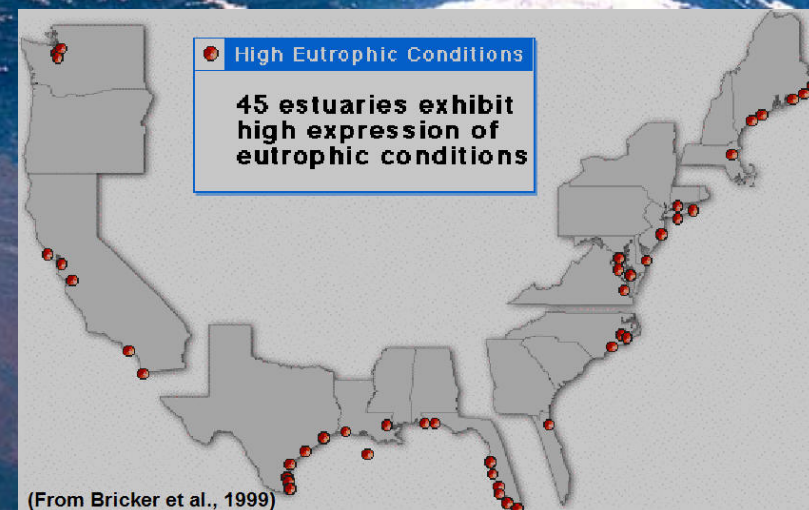 High Eutrophic Conditions
45 estuaries exhibit
high expression of
eutrophic conditions
(From Bricker et al., 1999)